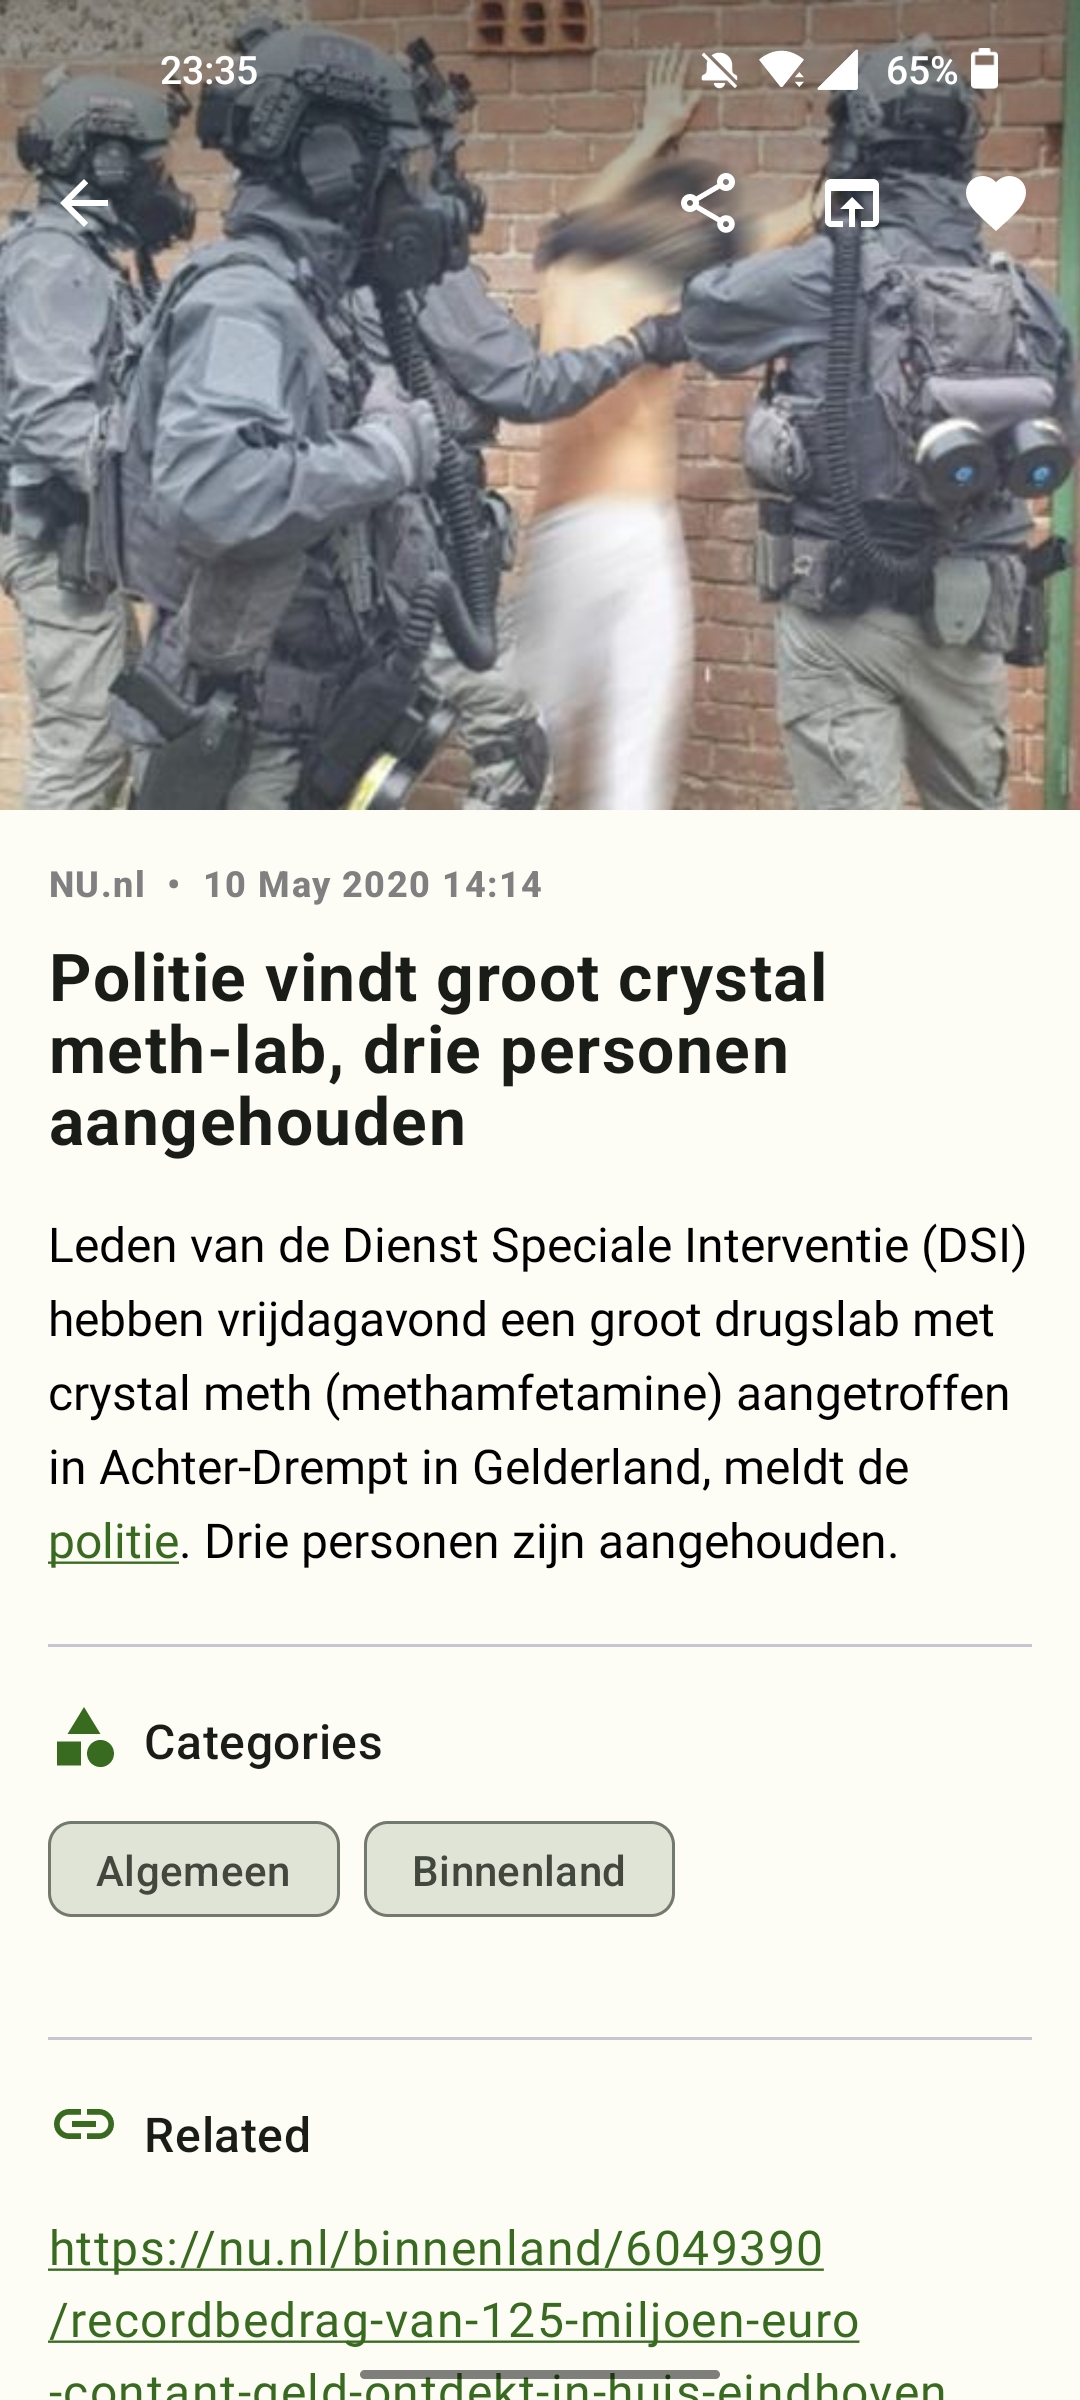 23:35
65%
NU.nl • 10 May 2020 14:14
Politie vindt groot crystal
meth-lab, drie personen
aangehouden
Leden van de Dienst Speciale Interventie (DSI)
hebben vrijdagavond een groot drugslab met
crystal meth (methamfetamine) aangetroffen
in Achter-Drempt in Gelderland, meldt de
politie. Drie personen zijn aangehouden.
Categories
Algemeen
Binnenland
Related
https://nu.nl/binnenland/6049390
/recordbedrag-van-125-miljoen-euro
-contant-geld-ontdekt-in-huis-eindhoven